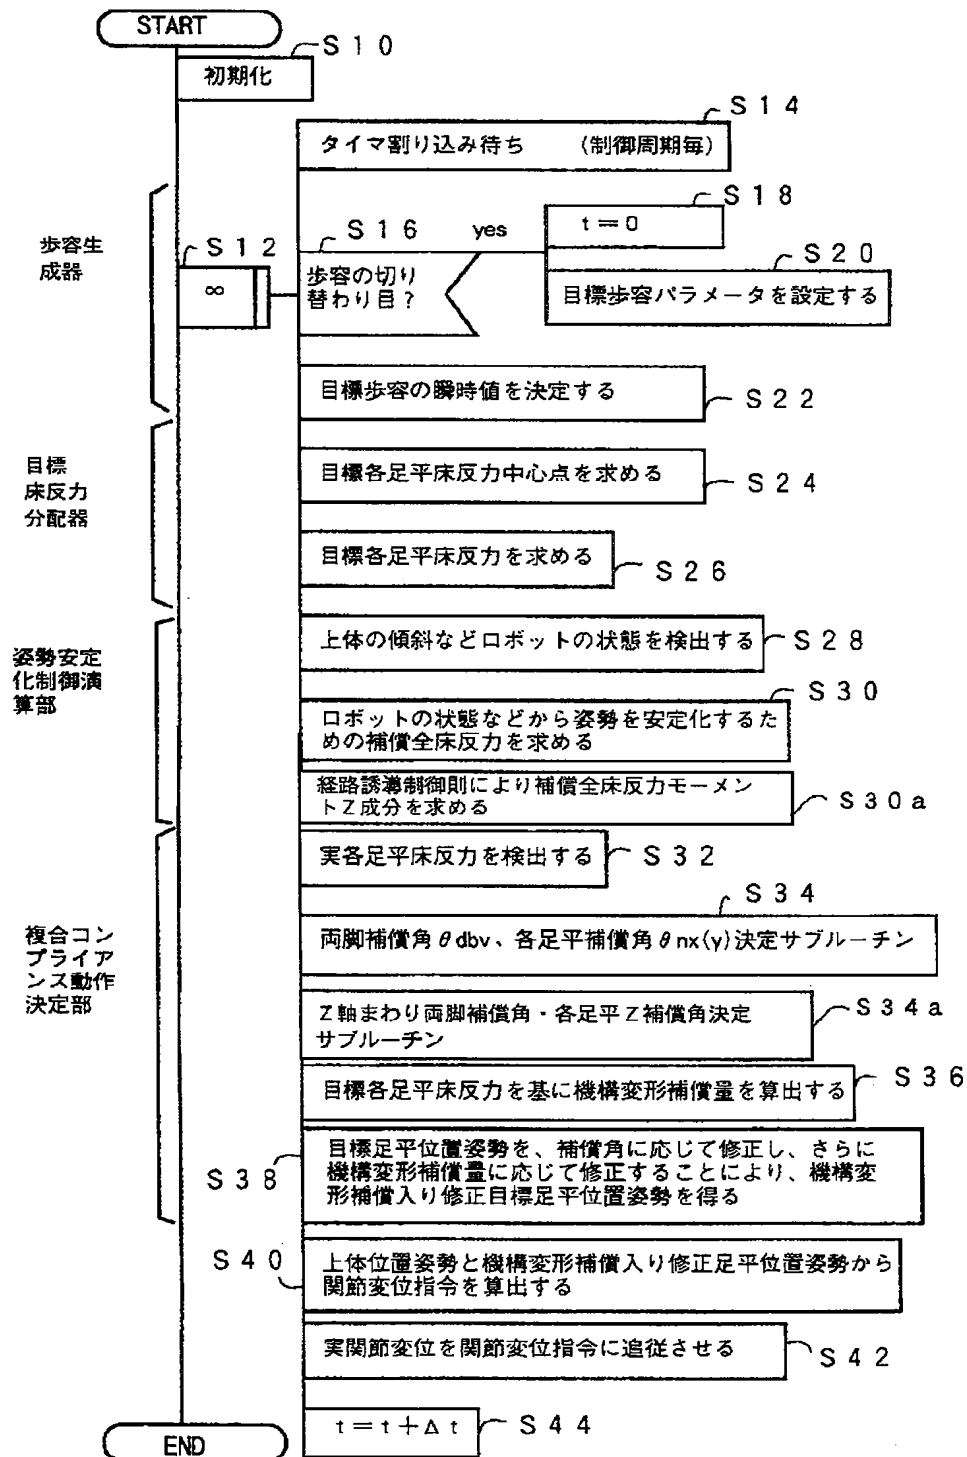 START
S10
初期化
S14
タイマ割り込み待ち (制御周期毎)
S18
t=0
S16
yes
S20
歩容生
成器
S12
∞
歩容の切り
替わり目?
目標歩容パラメータを設定する
目標歩容の瞬時値を決定する
S22
目標
床反力
分配器
目標各足平床反力中心点を求める
S24
目標各足平床反力を求める
S26
上体の傾斜などロボットの状態を検出する
S28
姿勢安定
化制御演
算部
S30
ロボットの状態などから姿勢を安定化するた
めの補償全床反力を求める
経路誘導制御則により補償全床反力モーメン
トZ成分を求める
S30a
実各足平床反力を検出する
S32
S34
複合コン
プライア
ンス動作
決定部
両脚補償角θdbv、各足平補償角θnx(y)決定サブルーチン
Z軸まわり両脚補償角・各足平Z補償角決定
サブルーチン
S34a
目標各足平床反力を基に機構変形補償量を算出する
S36
目標足平位置姿勢を、補償角に応じて修正し、さらに
機構変形補償量に応じて修正することにより、機構変
形補償入り修正目標足平位置姿勢を得る
S38
S40
上体位置姿勢と機構変形補償入り修正足平位置姿勢から
関節変位指令を算出する
実関節変位を関節変位指令に追従させる
S42
t=t+Δt
S44
END